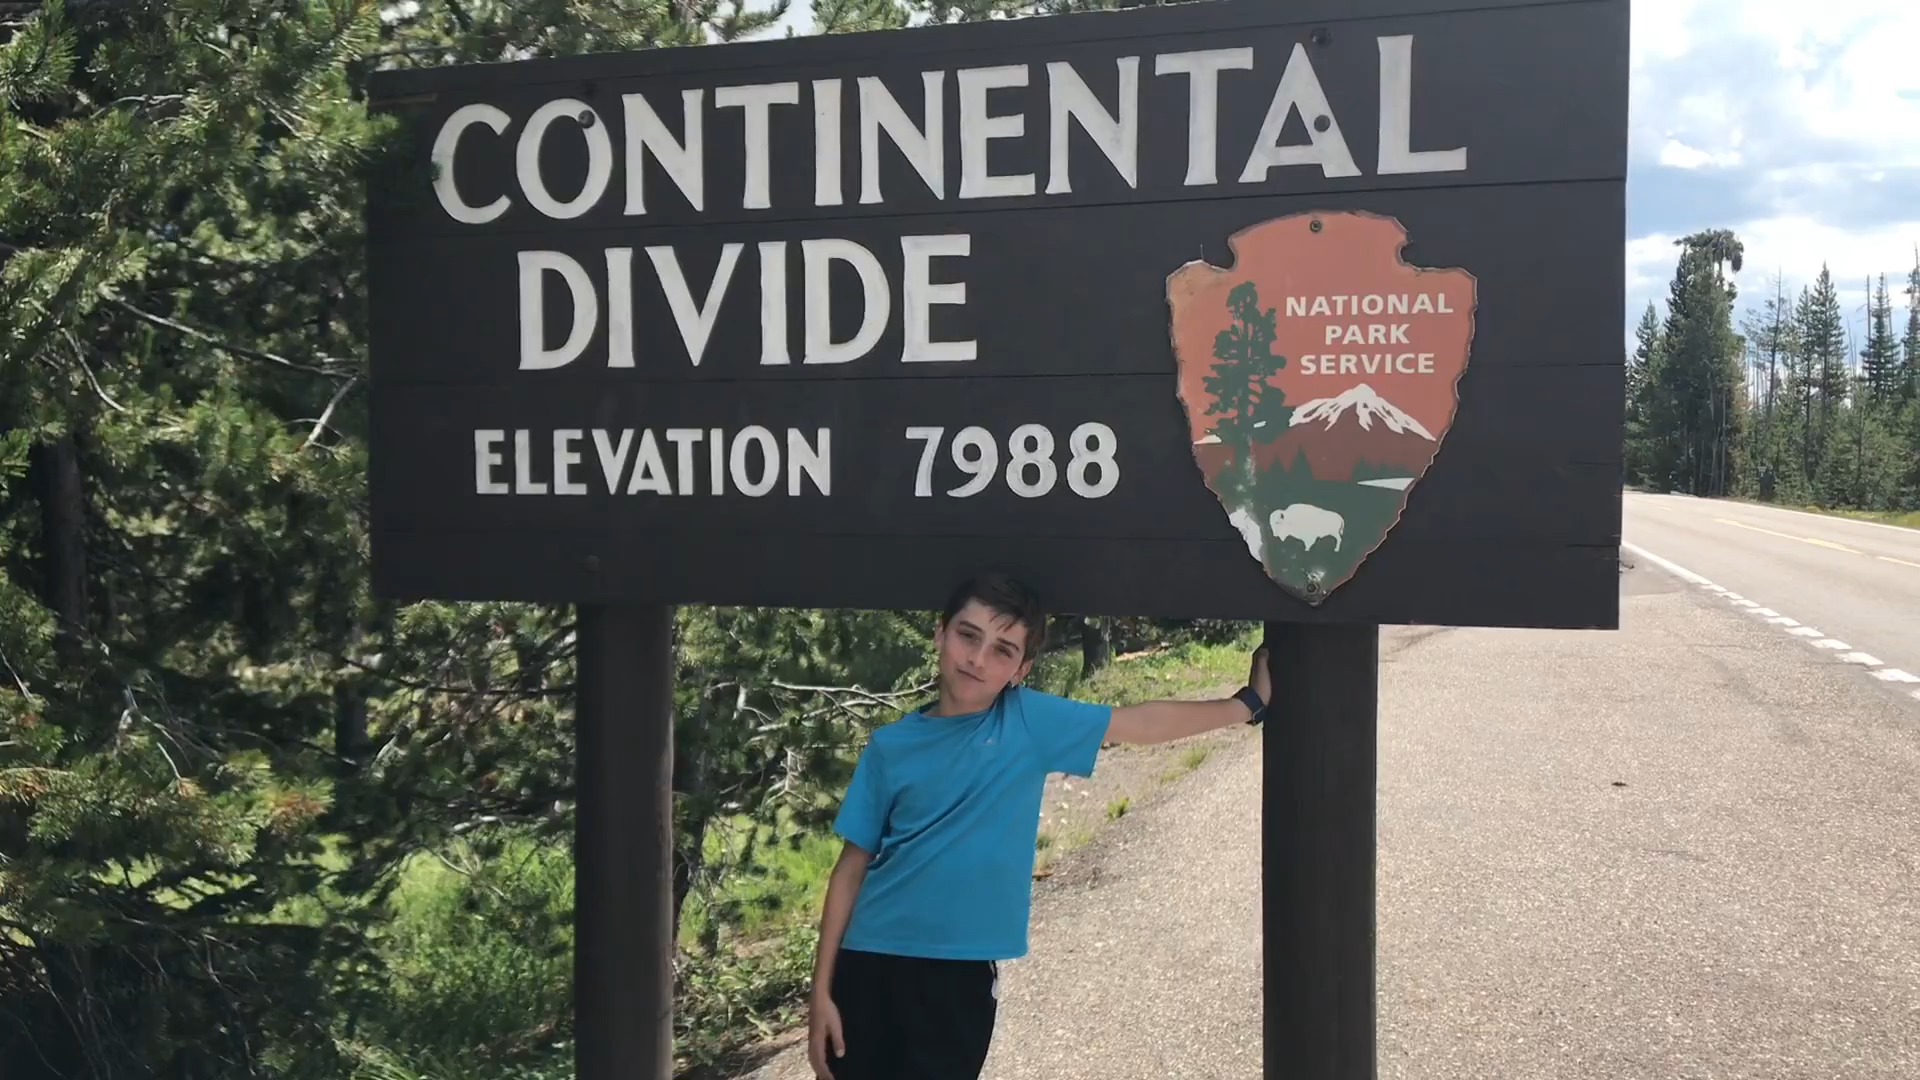 CONTINENTAL
DIVIDE
ELEVATION 7988
NATIONAL
PARK
SERVICE